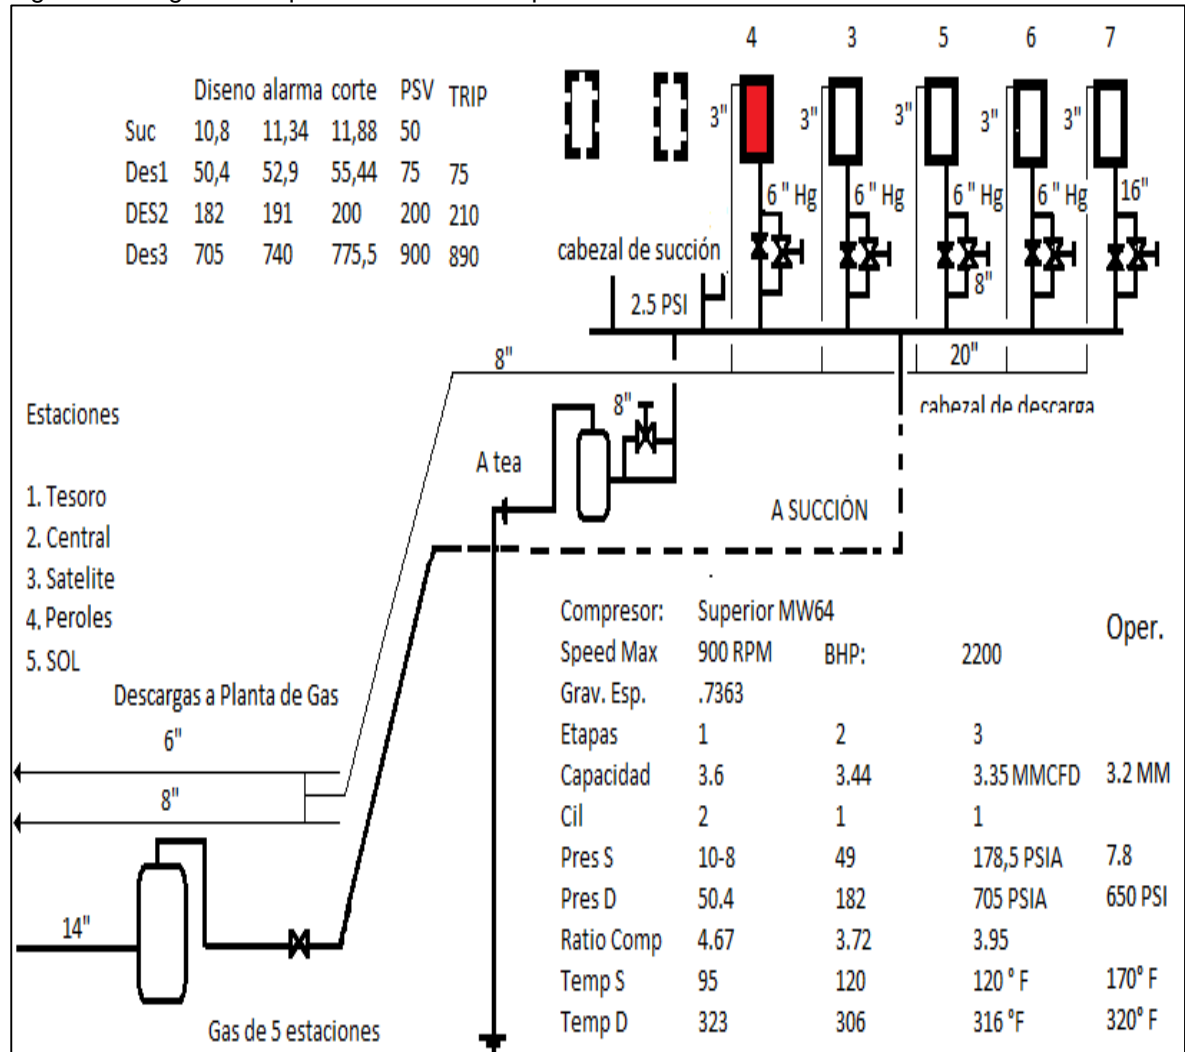 4 3 5 6 7
Diseno alarma corte PSV TRIP
Suc 10,8 11,34 11,88 50
Des1 50,4 52,9 55,44 75 75
DES2 182 191 200 200 210
Des3 705 740 775,5 900 890
3" 3" 3" 3" 3"
6 " Hg 6 " Hg 6 " Hg 6 " Hg 16"
cabezal de succión
8"
2.5 PSI
8" 20"
cabezal de descarga
8"
Estaciones
A tea
1. Tesoro
2. Central
3. Satelite
4. Peroles
5. SOL
A SUCCIÓN
Descargas a Planta de Gas
6"
8"
14"
Gas de 5 estaciones
Compresor: Superior MW64
Oper.
Speed Max 900 RPM BHP: 2200
Grav. Esp. .7363
Etapas 1 2 3
Capacidad 3.6 3.44 3.35 MMCFD 3.2 MM
Cil 2 1 1
Pres S 10-8 49 178,5 PSIA 7.8
Pres D 50.4 182 705 PSIA 650 PSI
Ratio Comp 4.67 3.72 3.95
Temp S 95 120 120 ° F 170° F
Temp D 323 306 316 °F 320° F